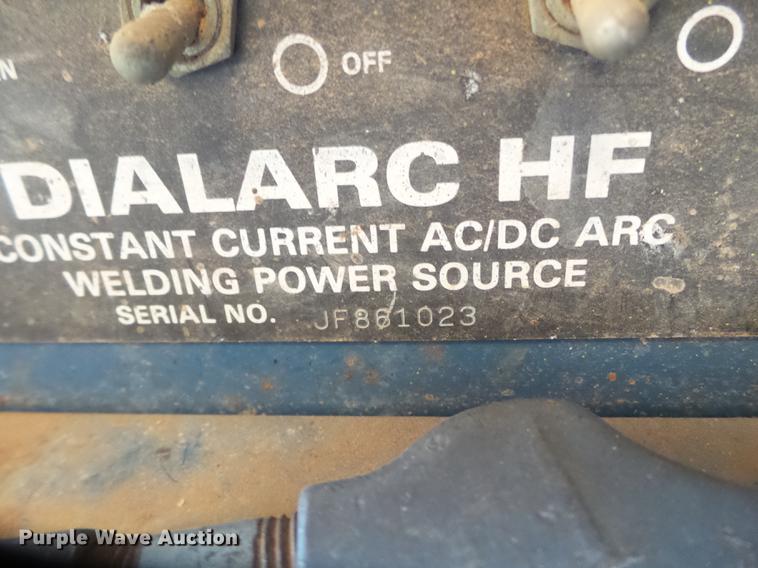 OFF
DIALARC HF
CONSTANT CURRENT AC/DC ARC
WELDING POWER SOURCE
SERIAL NO. JF861023
Purple Wave Auction